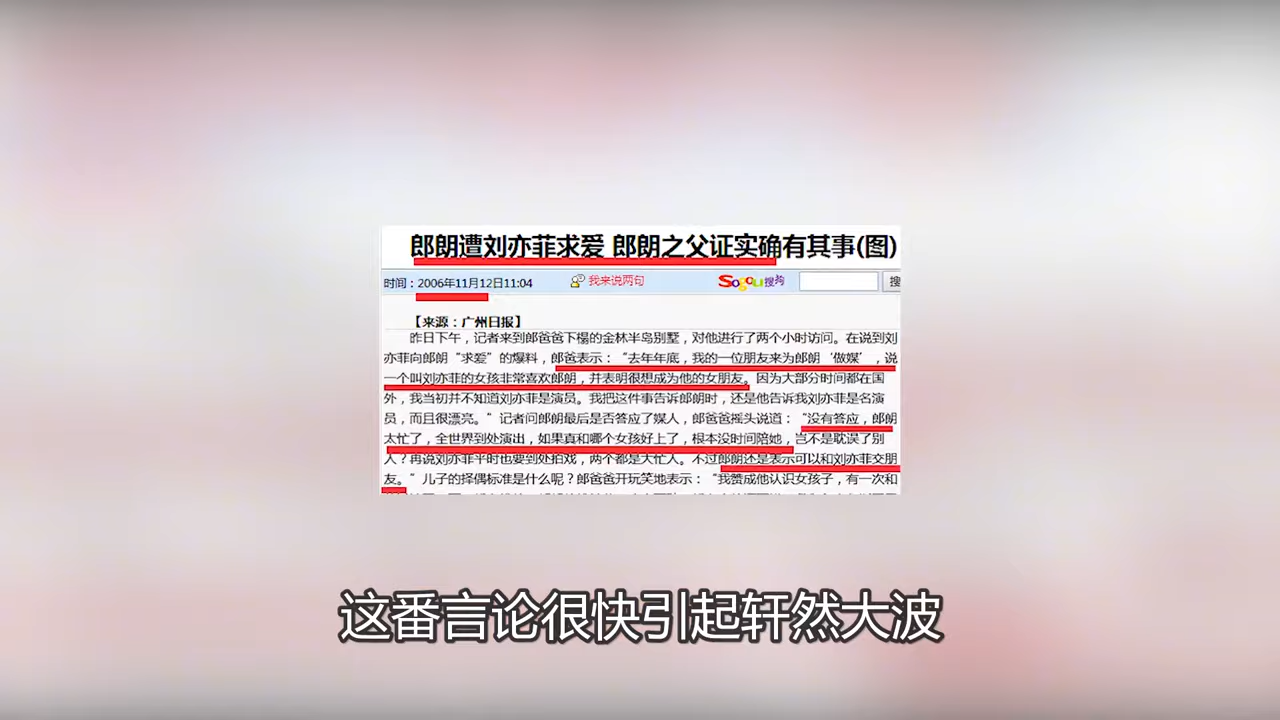 郎朗遭刘亦菲求爱 郎朗之父证实确有其事(图)
时间：2006年11月12日11:04 我来说两句 Sogou搜狗 搜
【来源：广州日报】
昨日下午，记者来到郎爸爸下榻的金林半岛别墅，对他进行了两个小时访问。在说到刘
亦菲向郎朗“求爱”的爆料，郎爸表示：“去年年底，我的一位朋友来为郎朗‘做媒’，说
一个叫刘亦菲的女孩非常喜欢郎朗，并表明很想成为他的女朋友。因为大部分时间都在国
外，我当初并不知道刘亦菲是演员。我把这件事告诉郎朗时，还是他告诉我刘亦菲是名演
员，而且很漂亮。”记者问郎朗最后是否答应了媒人，郎爸爸摇头说道：“没有答应，郎朗
太忙了，全世界到处演出，如果真和哪个女孩好上了，根本没时间陪她，岂不是耽误了别
人？再说刘亦菲平时也要到处拍戏，两个都是大忙人。不过郎朗还是表示可以和刘亦菲交朋
友。”儿子的择偶标准是什么呢？郎爸爸开玩笑地表示：“我赞成他认识女孩子，有一次和
这番言论很快引起轩然大波